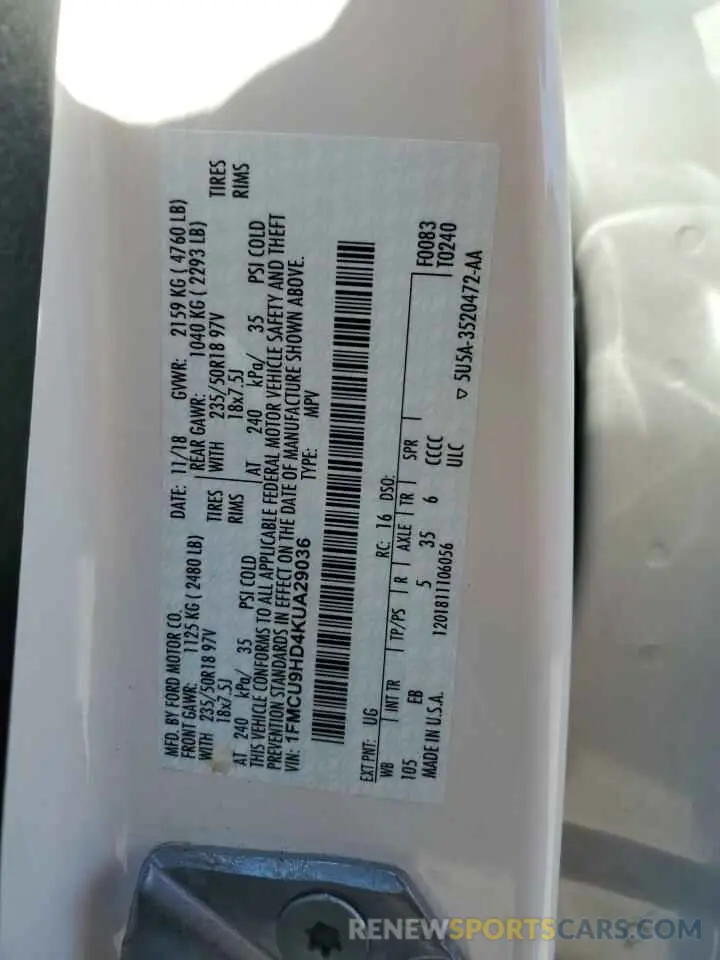 MFD. BY FORD MOTOR CO.
DATE: 11/18 GVWR: 2159 KG ( 4760 LB)
FRONT GAWR: 1125 KG ( 2480 LB) REAR GAWR: 1040 KG ( 2293 LB)
WITH 235/50R18 97V TIRES WITH 235/50R18 97V TIRES
18x7.5J RIMS 18x7.5J RIMS
AT 240 kPa/ 35 PSI COLD AT 240 kPa/ 35 PSI COLD
THIS VEHICLE CONFORMS TO ALL APPLICABLE FEDERAL MOTOR VEHICLE SAFETY AND THEFT
PREVENTION STANDARDS IN EFFECT ON THE DATE OF MANUFACTURE SHOWN ABOVE.
VIN: 1FMCU9HD4KUA29036 TYPE: MPV
EXT PNT: UG RC: 16 DSO: F0083
WB INT TR TP/PS R AXLE TR SPR T0240
105 EB 5 35 6 CCCC
MADE IN U.S.A. 1201811106056 ULC ▽ 5U5A-3520472-AA
RENEWSPORTSCARS.COM